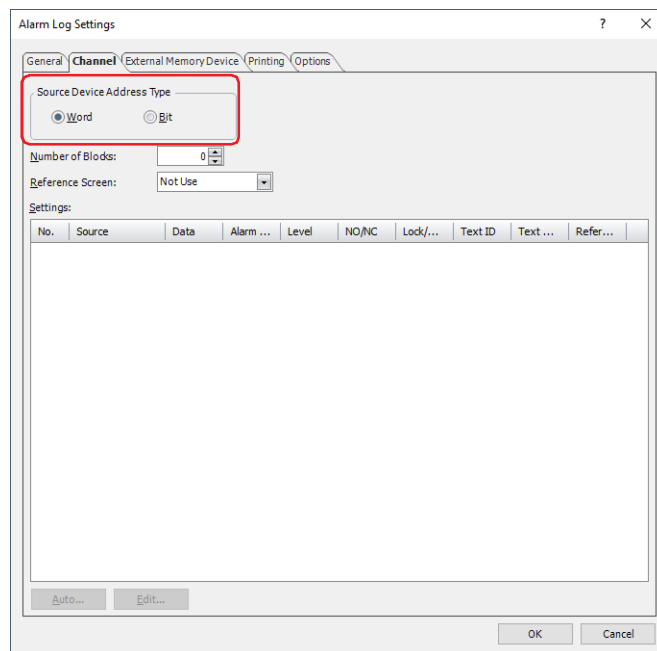 Alarm Log Settings ? ×
General Channel External Memory Device Printing Options
Source Device Address Type
Word Bit
Number of Blocks: 0
Reference Screen: Not Use
Settings:
No. Source Data Alarm ... Level NO/NC Lock/... Text ID Text ... Refer...
Auto... Edit...
OK Cancel